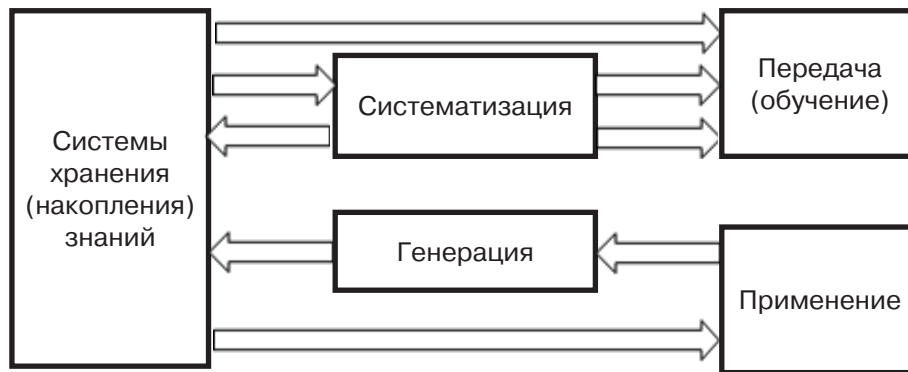 Системы
хранения
(накопления)
знаний
Систематизация
Передача
(обучение)
Генерация
Применение